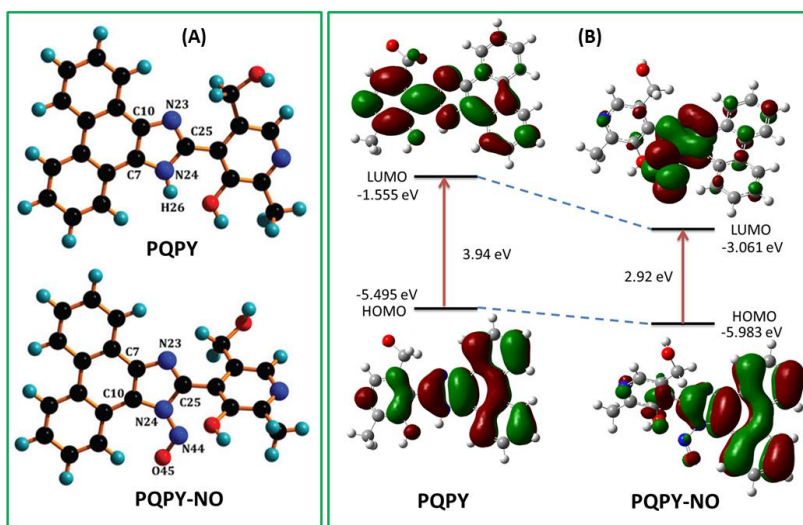 (A)
N23
C10
C25
C7
N24
H26
PQPY
N23
C7
C10
C25
N24
N44
O45
PQPY-NO
(B)
LUMO
-1.555 eV
3.94 eV
-5.495 eV
HOMO
PQPY
LUMO
-3.061 eV
2.92 eV
HOMO
-5.983 eV
PQPY-NO